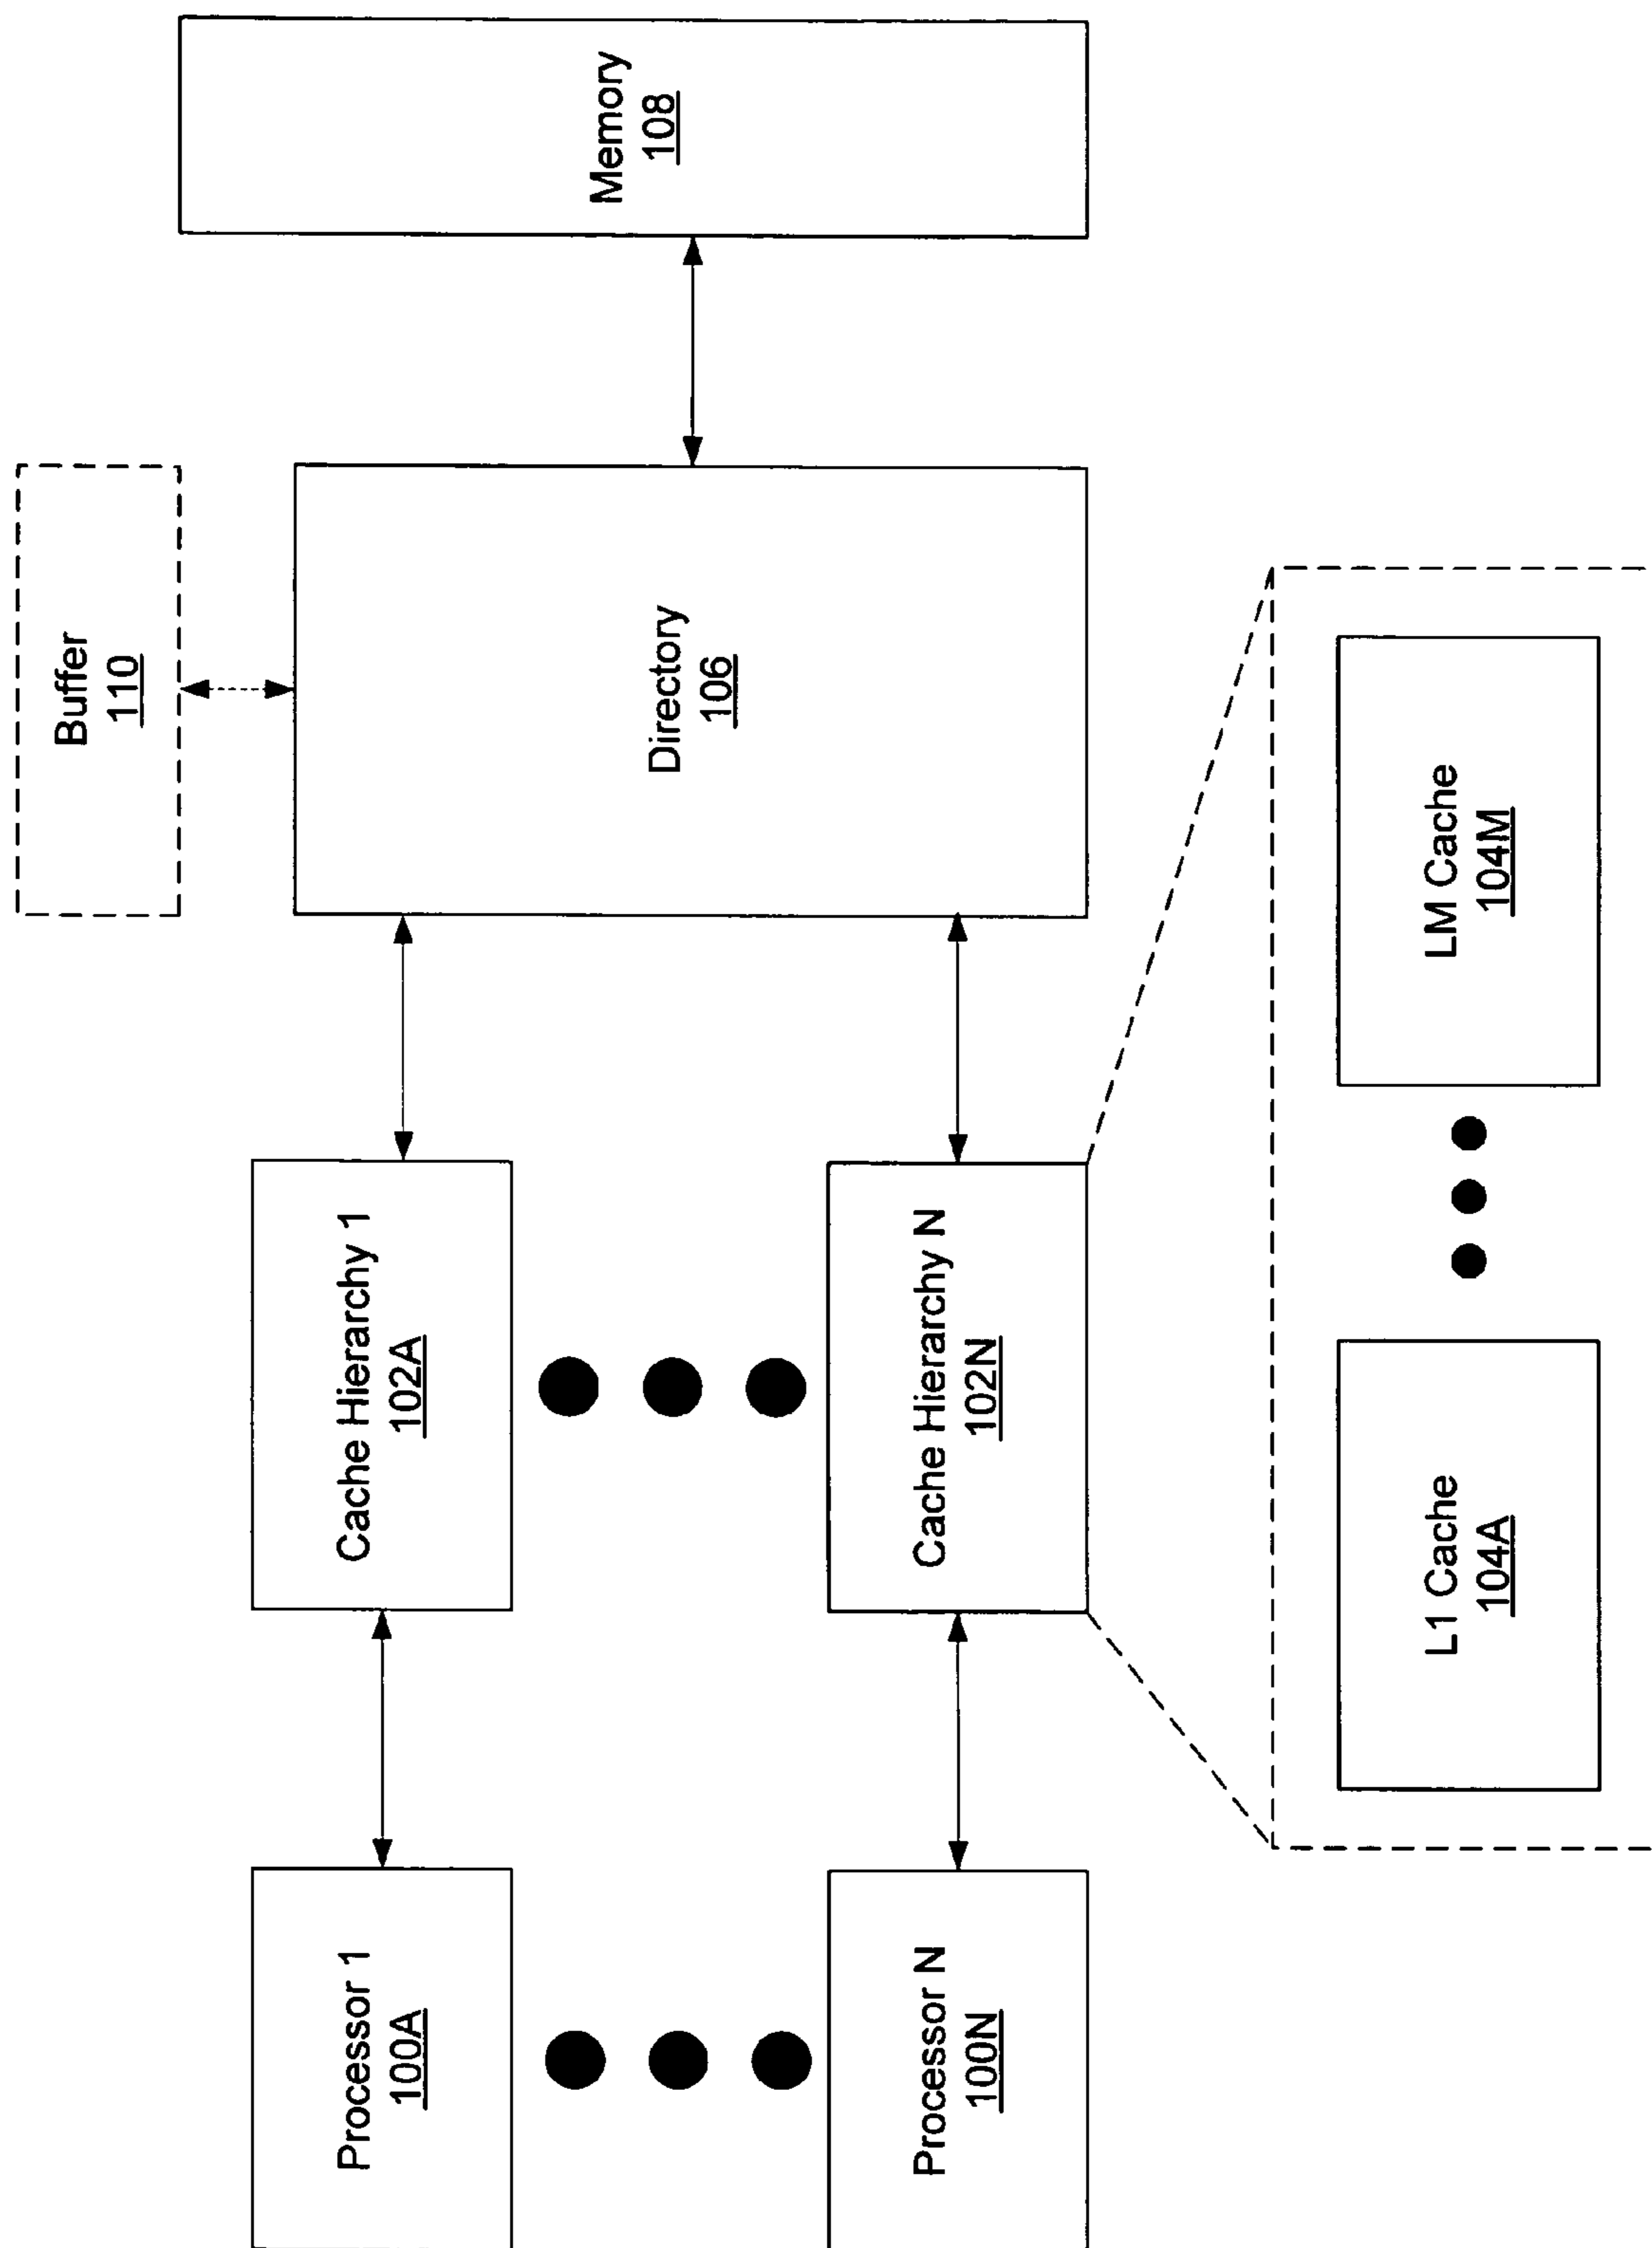 Processor 1
100A
Cache Hierarchy 1
102A
Buffer
110
Directory
106
Memory
108
Processor N
100N
Cache Hierarchy N
102N
L1 Cache
104A
LM Cache
104M